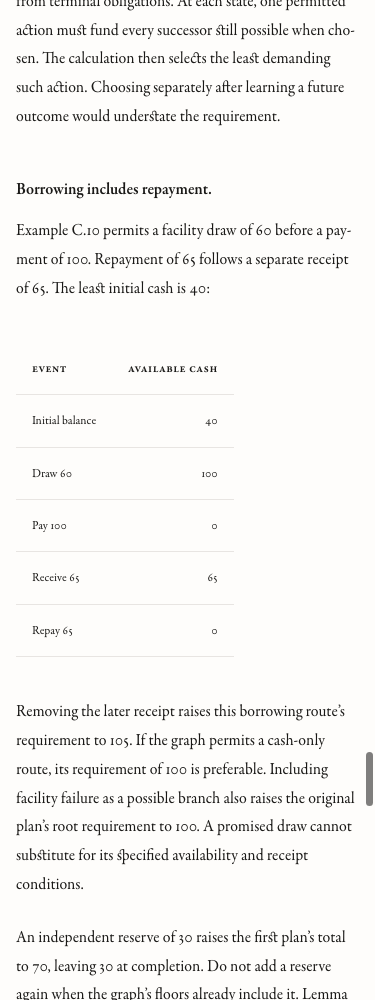 from terminal obligations. At each state, one permitted
action must fund every successor still possible when cho-
sen. The calculation then selects the least demanding
such action. Choosing separately after learning a future
outcome would understate the requirement.
Borrowing includes repayment.
Example C.10 permits a facility draw of 60 before a pay-
ment of 100. Repayment of 65 follows a separate receipt
of 65. The least initial cash is 40:
EVENT AVAILABLE CASH
Initial balance 40
Draw 60 100
Pay 100 0
Receive 65 65
Repay 65 0
Removing the later receipt raises this borrowing route’s
requirement to 105. If the graph permits a cash-only
route, its requirement of 100 is preferable. Including
facility failure as a possible branch also raises the original
plan’s root requirement to 100. A promised draw cannot
substitute for its specified availability and receipt
conditions.
An independent reserve of 30 raises the first plan’s total
to 70, leaving 30 at completion. Do not add a reserve
again when the graph’s floors already include it. Lemma